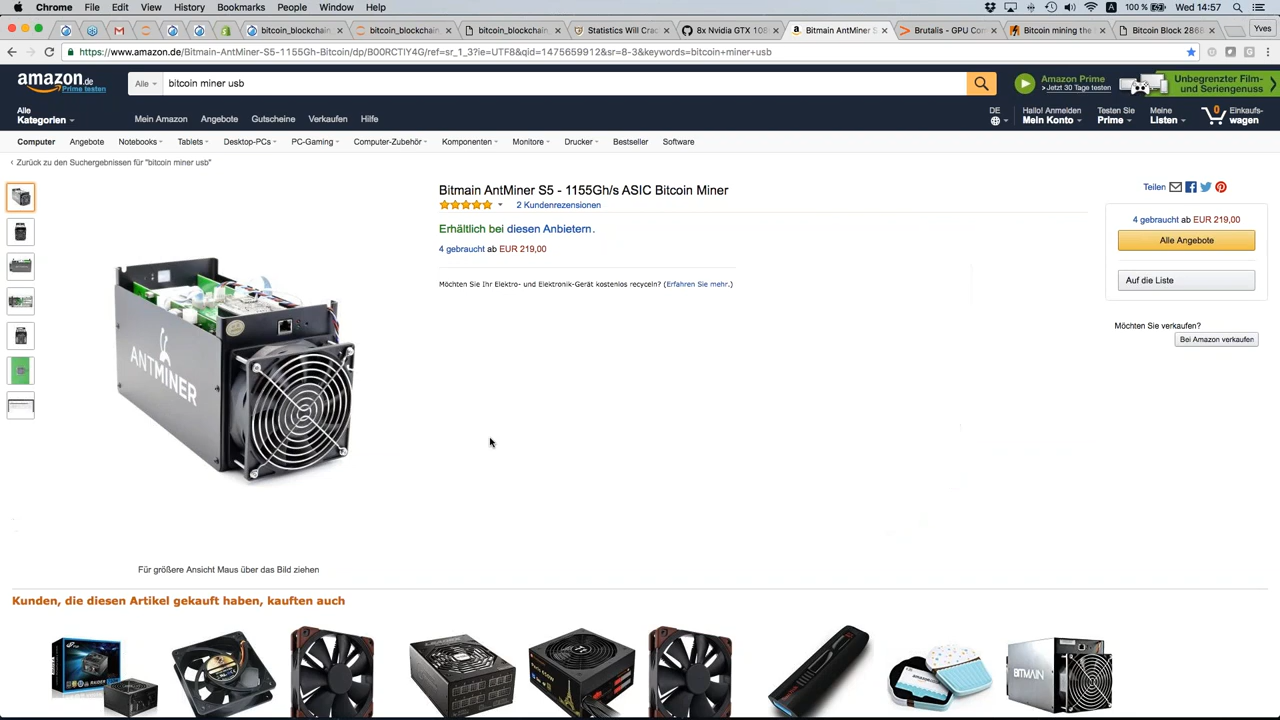 Chrome File Edit View History Bookmarks People Window Help
100 % Wed 14:57
bitcoin_blockchain
bitcoin_blockchain
bitcoin_blockchain
Statistics Will Crac
8x Nvidia GTX 108
Bitmain AntMiner S
Brutalis - GPU Com
Bitcoin mining the
Bitcoin Block 2868
Yves
https://www.amazon.de/Bitmain-AntMiner-S5-1155Gh-Bitcoin/dp/B00RCTIY4G/ref=sr_1_3?ie=UTF8&qid=1475659912&sr=8-3&keywords=bitcoin+miner+usb
amazon.de
Prime testen
Alle
bitcoin miner usb
Amazon Prime
> Jetzt 30 Tage testen
Unbegrenzter Film-
und Seriengenuss
Alle
Kategorien
Mein Amazon Angebote Gutscheine Verkaufen Hilfe
DE
Hallo! Anmelden
Mein Konto
Testen Sie
Prime
Meine
Listen
0
Einkaufs-
wagen
Computer Angebote Notebooks Tablets Desktop-PCs PC-Gaming Computer-Zubehör Komponenten Monitore Drucker Bestseller Software
‹ Zurück zu den Suchergebnissen für "bitcoin miner usb"
Bitmain AntMiner S5 - 1155Gh/s ASIC Bitcoin Miner
2 Kundenrezensionen
Erhältlich bei diesen Anbietern.
4 gebraucht ab EUR 219,00
Möchten Sie Ihr Elektro- und Elektronik-Gerät kostenlos recyceln? (Erfahren Sie mehr.)
Teilen
4 gebraucht ab EUR 219,00
Alle Angebote
Auf die Liste
Möchten Sie verkaufen?
Bei Amazon verkaufen
ANTMINER
Für größere Ansicht Maus über das Bild ziehen
Kunden, die diesen Artikel gekauft haben, kauften auch
BITMAIN